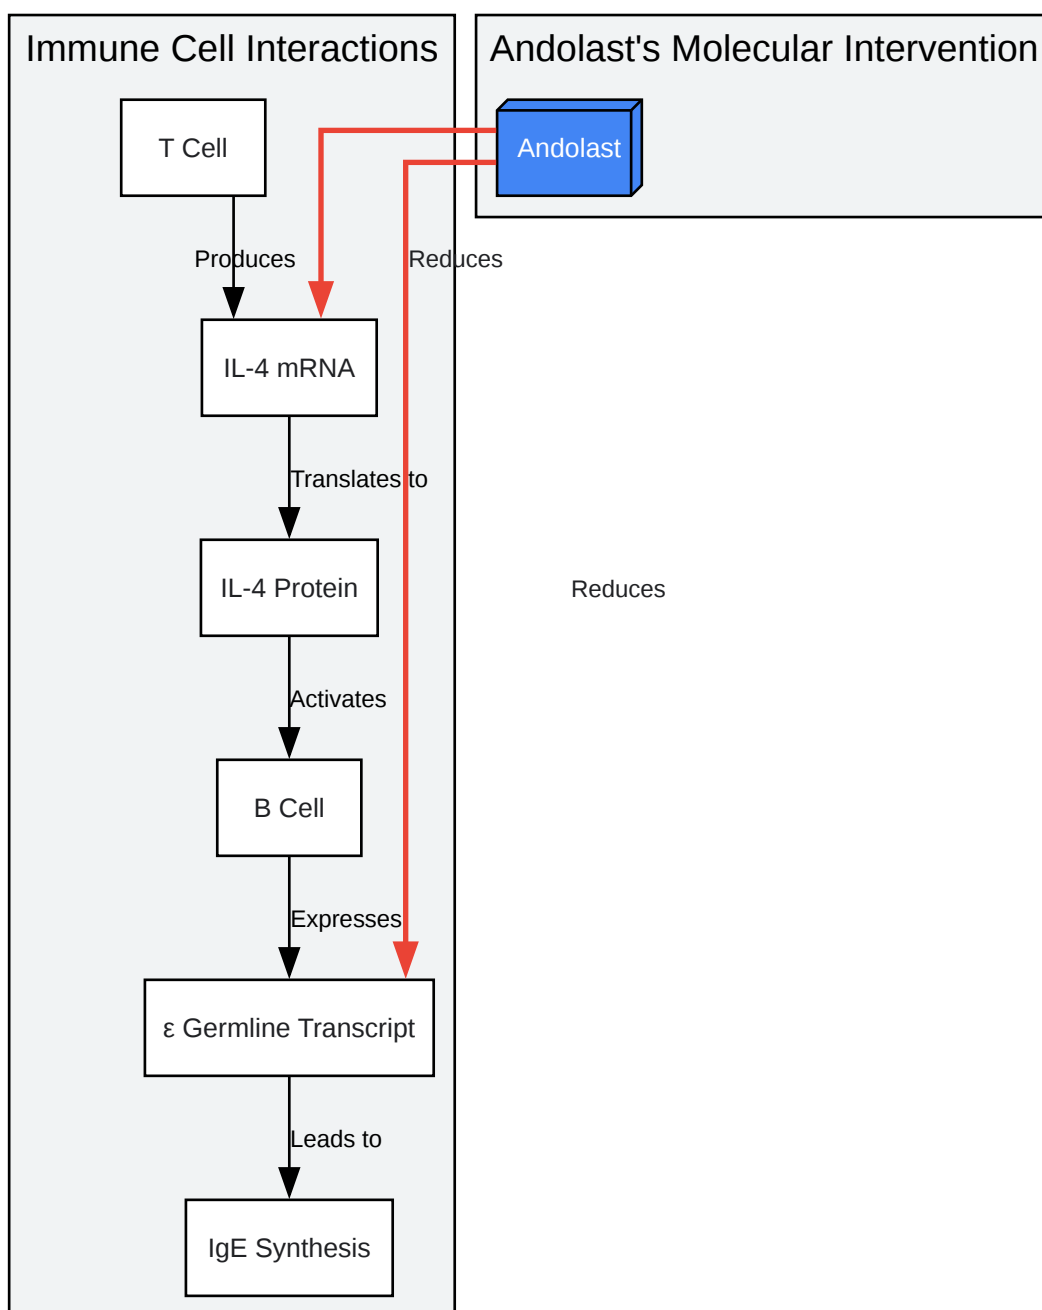 Immune Cell Interactions
Andolast's Molecular Intervention
T Cell
Andolast
Produces
Reduces
IL-4 mRNA
Translates to
IL-4 Protein
Reduces
Activates
B Cell
Expresses
ε Germline Transcript
Leads to
IgE Synthesis